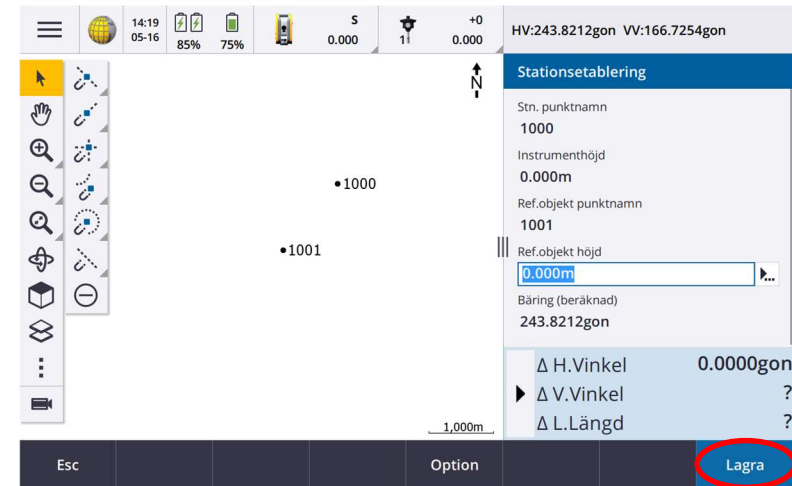 14:19
05-16
85%
75%
S
0.000
11
+0
0.000
HV:243.8212gon VV:166.7254gon
Stationsetablering
Stn. punktnamn
1000
Instrumenthöjd
0.000m
Ref.objekt punktnamn
1001
Ref.objekt höjd
0.000m
Bäring (beräknad)
243.8212gon
N
1000
1001
1,000m
Δ H.Vinkel 0.0000gon
Δ V.Vinkel ?
Δ L.Längd ?
Esc
Option
Lagra